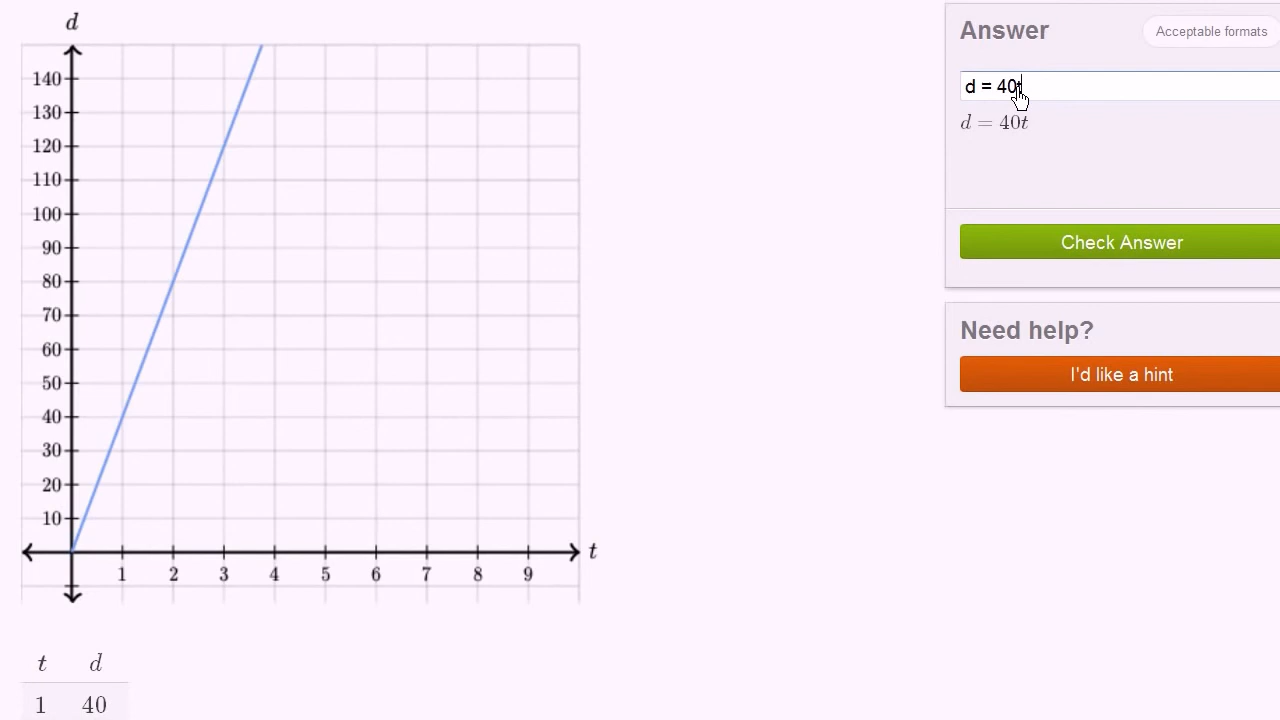 d
140
130
120
110
100
90
80
70
60
50
40
30
20
10
t
1 2 3 4 5 6 7 8 9
t d
1 40
Answer
Acceptable formats
d = 40t
d = 40t
Check Answer
Need help?
I'd like a hint